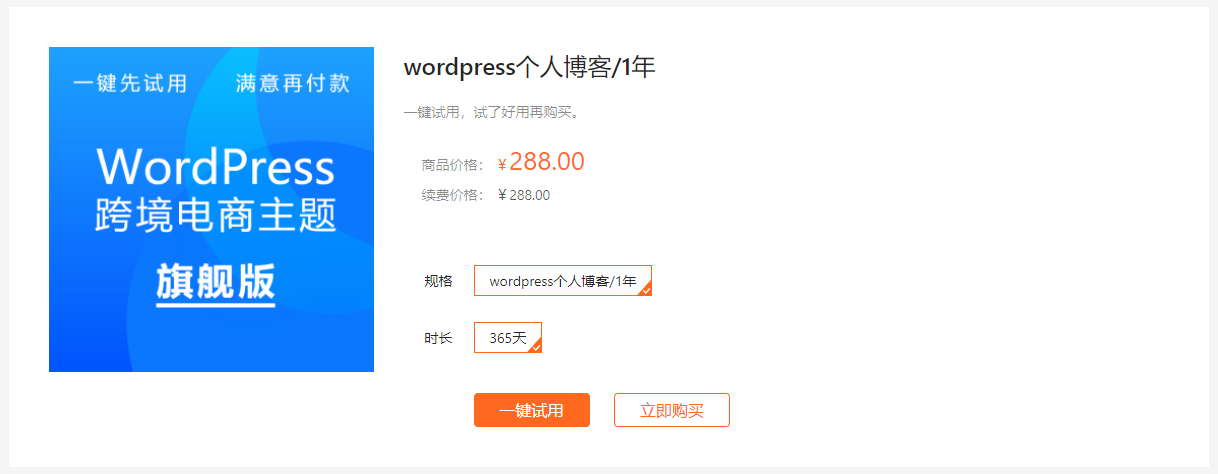 一键先试用 满意再付款
WordPress
跨境电商主题
旗舰版
wordpress个人博客/1年
一键试用，试了好用再购买。
商品价格： ¥288.00
续费价格： ¥ 288.00
规格 wordpress个人博客/1年
时长 365天
一键试用 立即购买